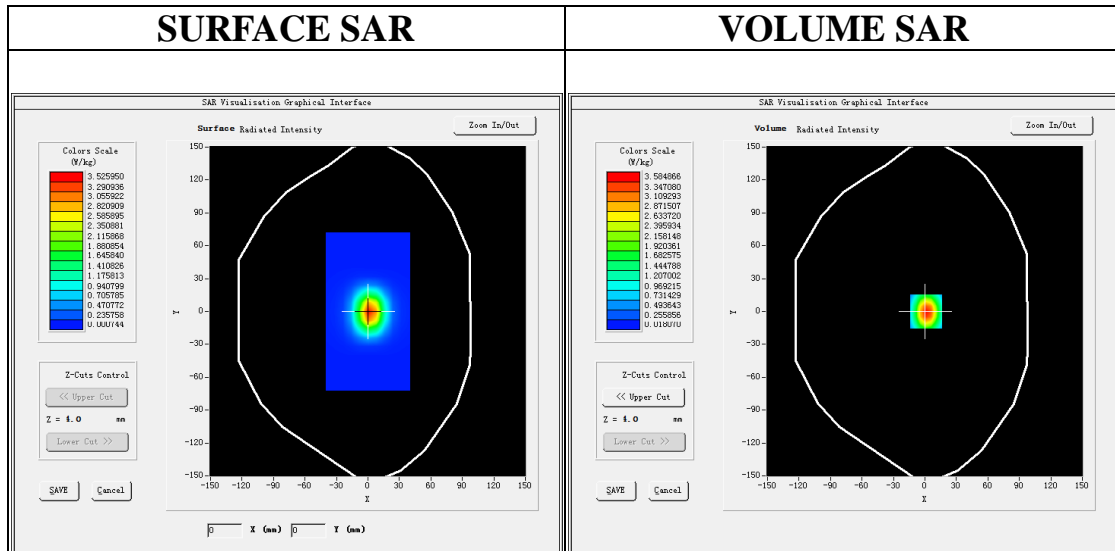 SURFACE SAR
SAR Visualisation Graphical Interface
Surface Radiated Intensity
Zoom In/Out
Colors Scale
(W/kg)
3.525950
3.290936
3.055922
2.820909
2.585895
2.350881
2.115868
1.880854
1.645840
1.410826
1.175813
0.940799
0.705785
0.470772
0.235758
0.000744
Z-Cuts Control
<< Upper Cut
Z = 4.0 mm
Lower Cut >>
SAVE Cancel
150
120
90
60
30
0
-30
-60
-90
-120
-150
Y
-150 -120 -90 -60 -30 0 30 60 90 120 150
X
0 X (mm) 0 Y (mm)
VOLUME SAR
SAR Visualisation Graphical Interface
Volume Radiated Intensity
Zoom In/Out
Colors Scale
(W/kg)
3.584866
3.347080
3.109293
2.871507
2.633720
2.395934
2.158148
1.920361
1.682575
1.444788
1.207002
0.969215
0.731429
0.493643
0.255856
0.018070
Z-Cuts Control
<< Upper Cut
Z = 4.0 mm
Lower Cut >>
SAVE Cancel
150
120
90
60
30
0
-30
-60
-90
-120
-150
Y
-150 -120 -90 -60 -30 0 30 60 90 120 150
X